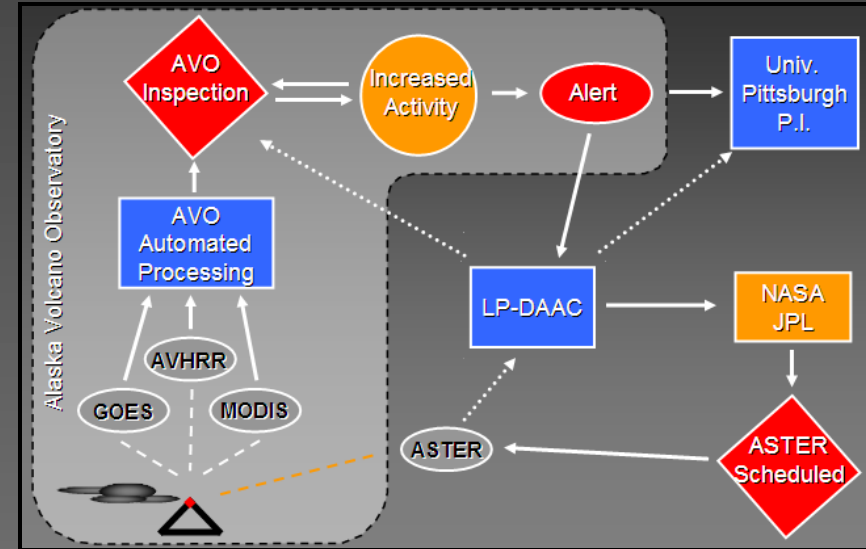 AVO
Inspection
Increased
Activity
Alert
Univ.
Pittsburgh
P.I.
Alaska Volcano Observatory
AVO
Automated
Processing
LP-DAAC
NASA
JPL
AVHRR
GOES
MODIS
ASTER
ASTER
Scheduled